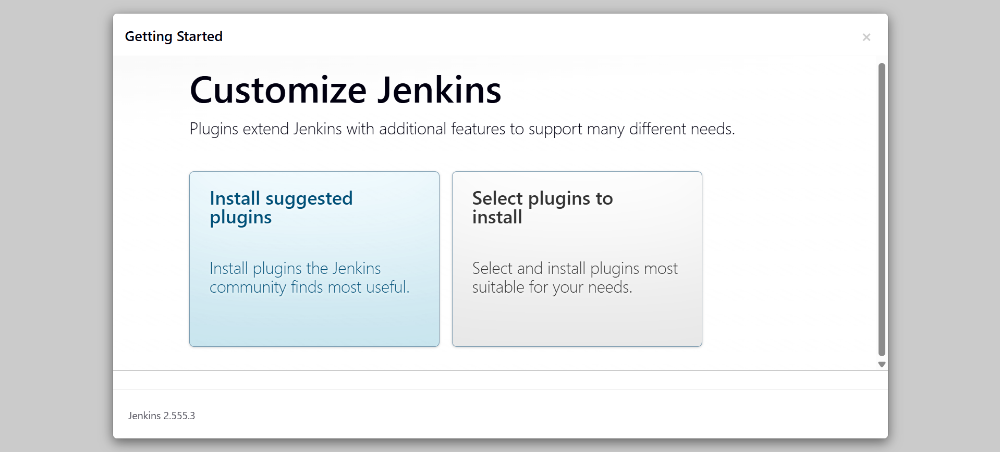 Getting Started
×
Customize Jenkins
Plugins extend Jenkins with additional features to support many different needs.
Install suggested
plugins
Install plugins the Jenkins
community finds most useful.
Select plugins to
install
Select and install plugins most
suitable for your needs.
Jenkins 2.555.3